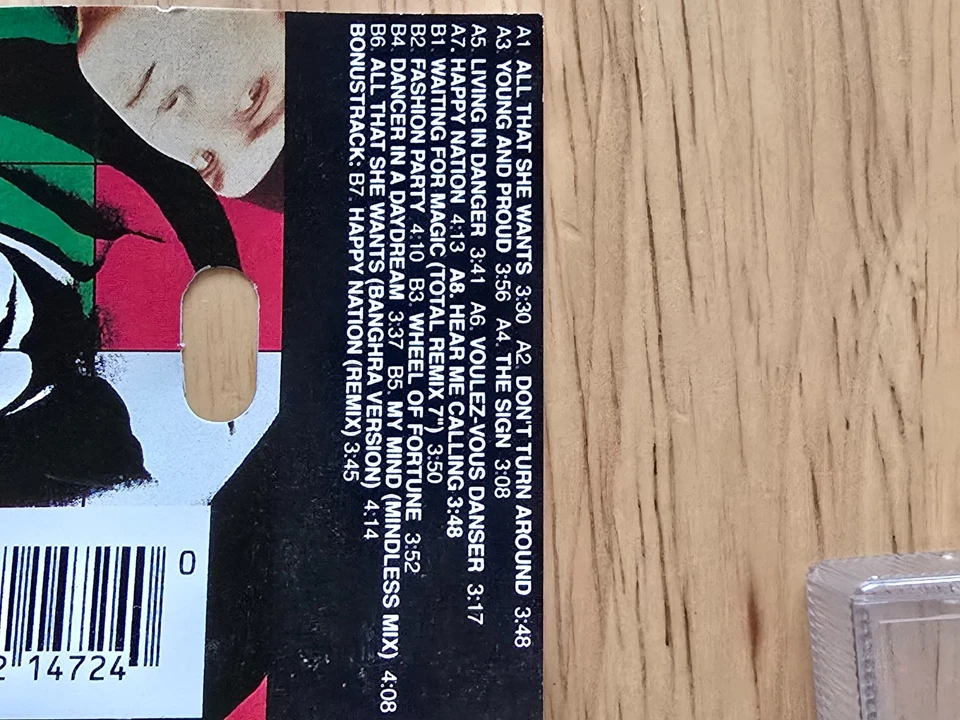 A1. ALL THAT SHE WANTS 3:30 A2. DON'T TURN AROUND 3:48
A3. YOUNG AND PROUD 3:56 A4. THE SIGN 3:08
A5. LIVING IN DANGER 3:41 A6. VOULEZ-VOUS DANSER 3:17
A7. HAPPY NATION 4:13 A8. HEAR ME CALLING 3:48
B1. WAITING FOR MAGIC (TOTAL REMIX 7") 3:50
B2. FASHION PARTY 4:10 B3. WHEEL OF FORTUNE 3:52
B4. DANCER IN A DAYDREAM 3:37 B5. MY MIND (MINDLESS MIX) 4:08
B6. ALL THAT SHE WANTS (BANGHRA VERSION) 4:14
BONUSTRACK: B7. HAPPY NATION (REMIX) 3:45
0
2 14724